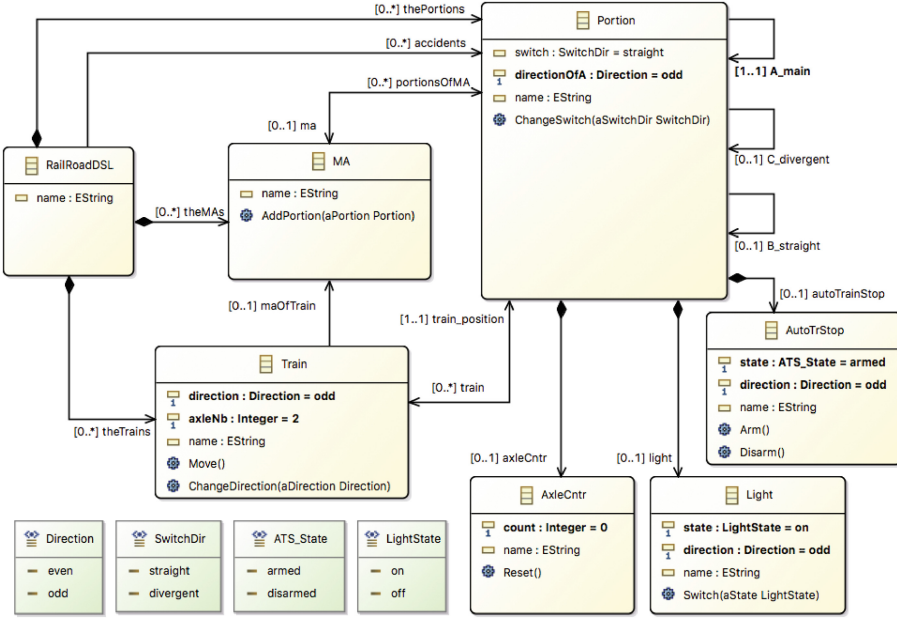 [0..*] thePortions
[0..*] accidents
[0..*] portionsOfMA
[0..1] ma
Portion
switch : SwitchDir = straight
directionOfA : Direction = odd
name : EString
ChangeSwitch(aSwitchDir SwitchDir)
[1..1] A_main
[0..1] C_divergent
[0..1] B_straight
RailRoadDSL
name : EString
[0..*] theMAs
MA
name : EString
AddPortion(aPortion Portion)
[0..1] maOfTrain
[1..1] train_position
[0..*] train
[0..*] theTrains
Train
direction : Direction = odd
axleNb : Integer = 2
name : EString
Move()
ChangeDirection(aDirection Direction)
[0..1] autoTrainStop
AutoTrStop
state : ATS_State = armed
direction : Direction = odd
name : EString
Arm()
Disarm()
[0..1] axleCntr
[0..1] light
AxleCntr
count : Integer = 0
name : EString
Reset()
Light
state : LightState = on
direction : Direction = odd
name : EString
Switch(aState LightState)
Direction
even
odd
SwitchDir
straight
divergent
ATS_State
armed
disarmed
LightState
on
off